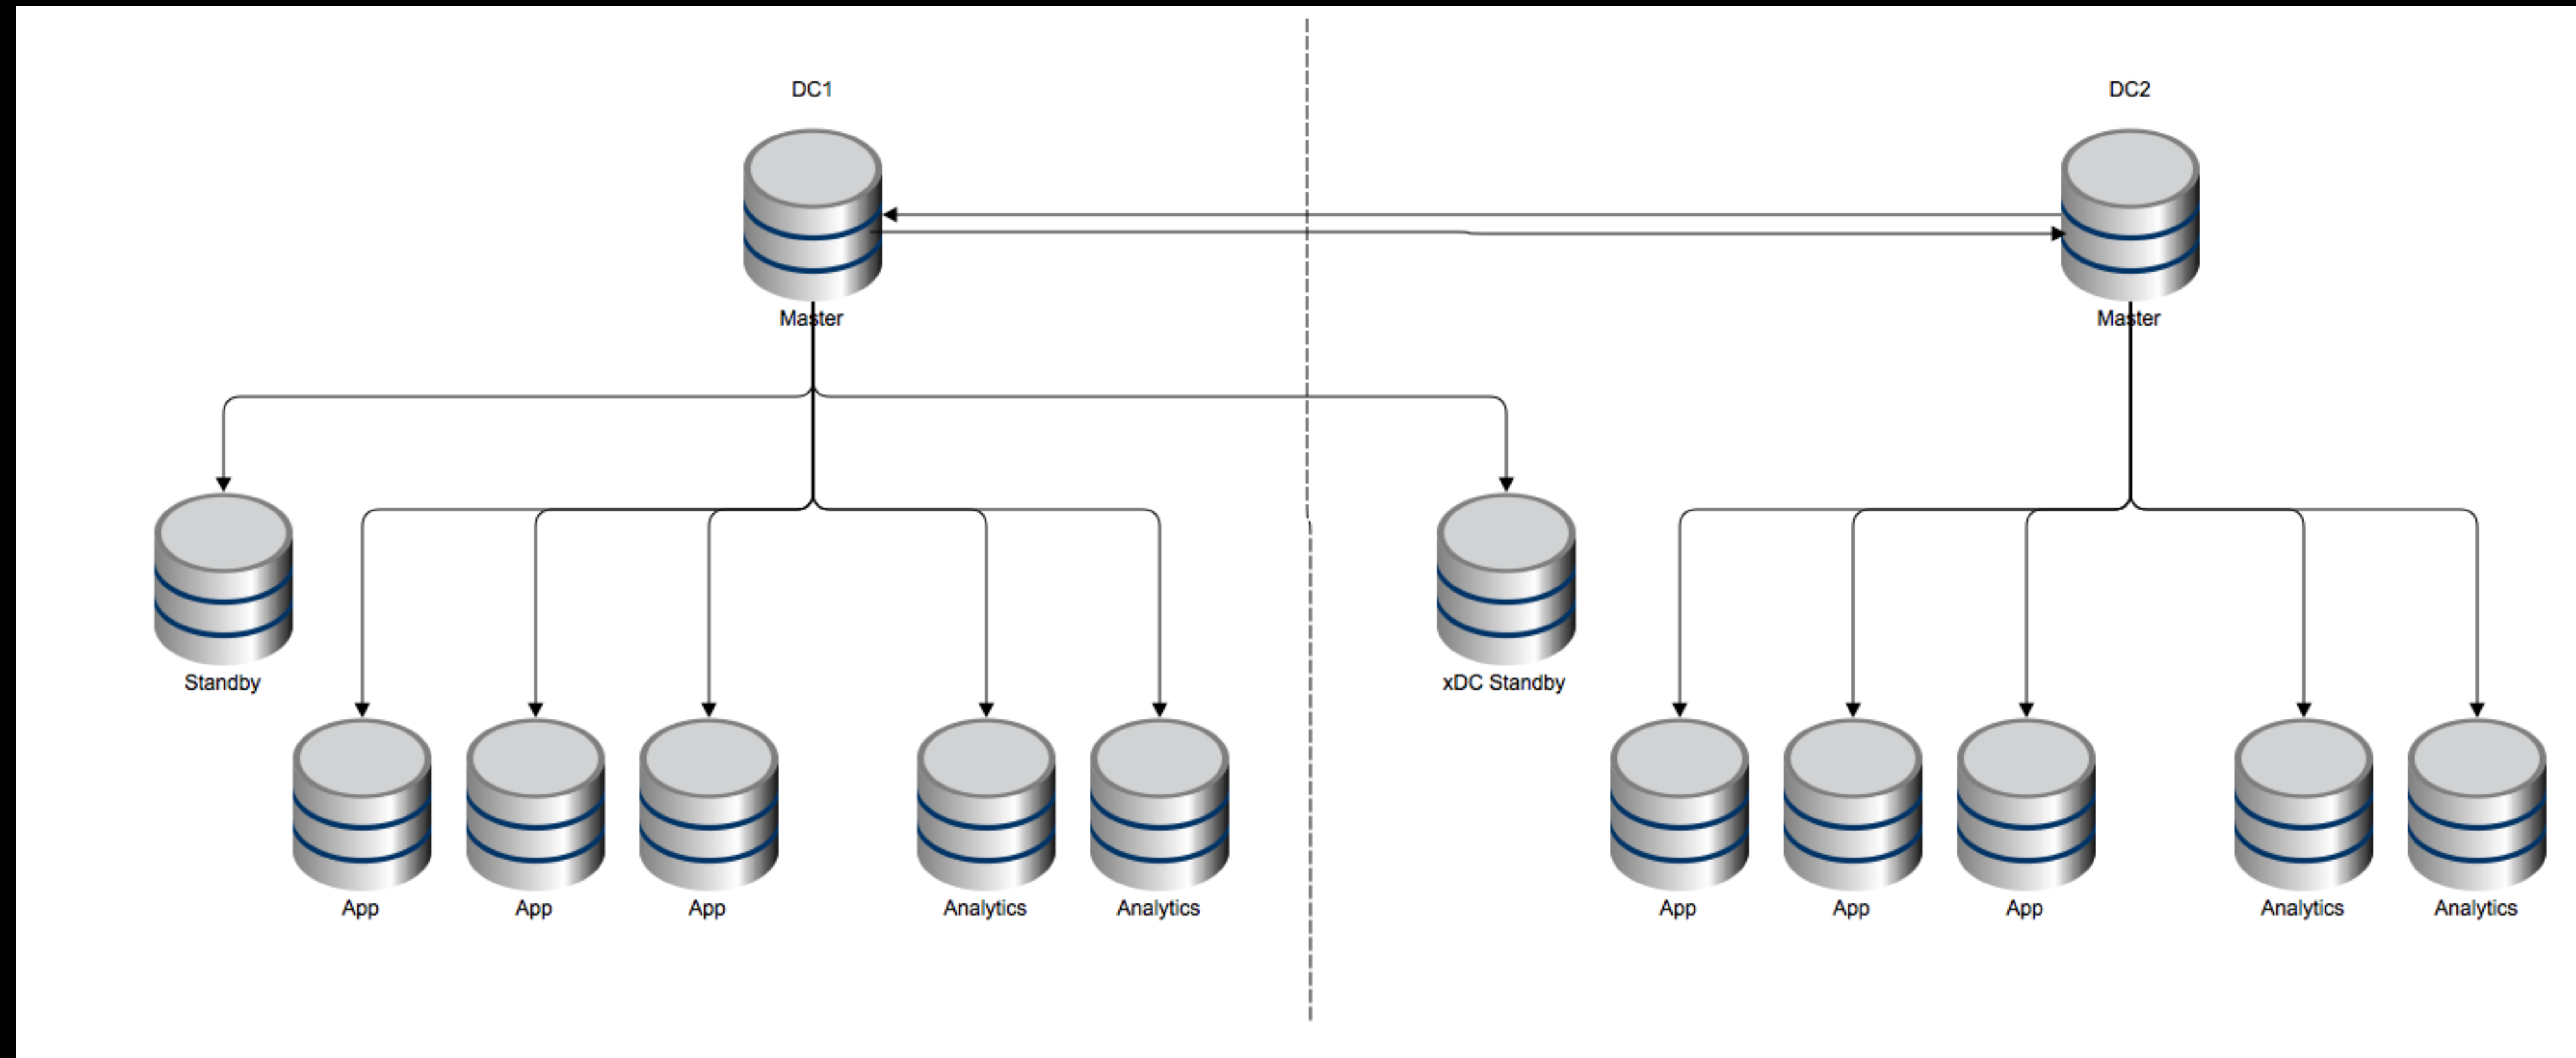 DC1
DC2
Master
Master
Standby
xDC Standby
App
App
App
Analytics
Analytics
App
App
App
Analytics
Analytics